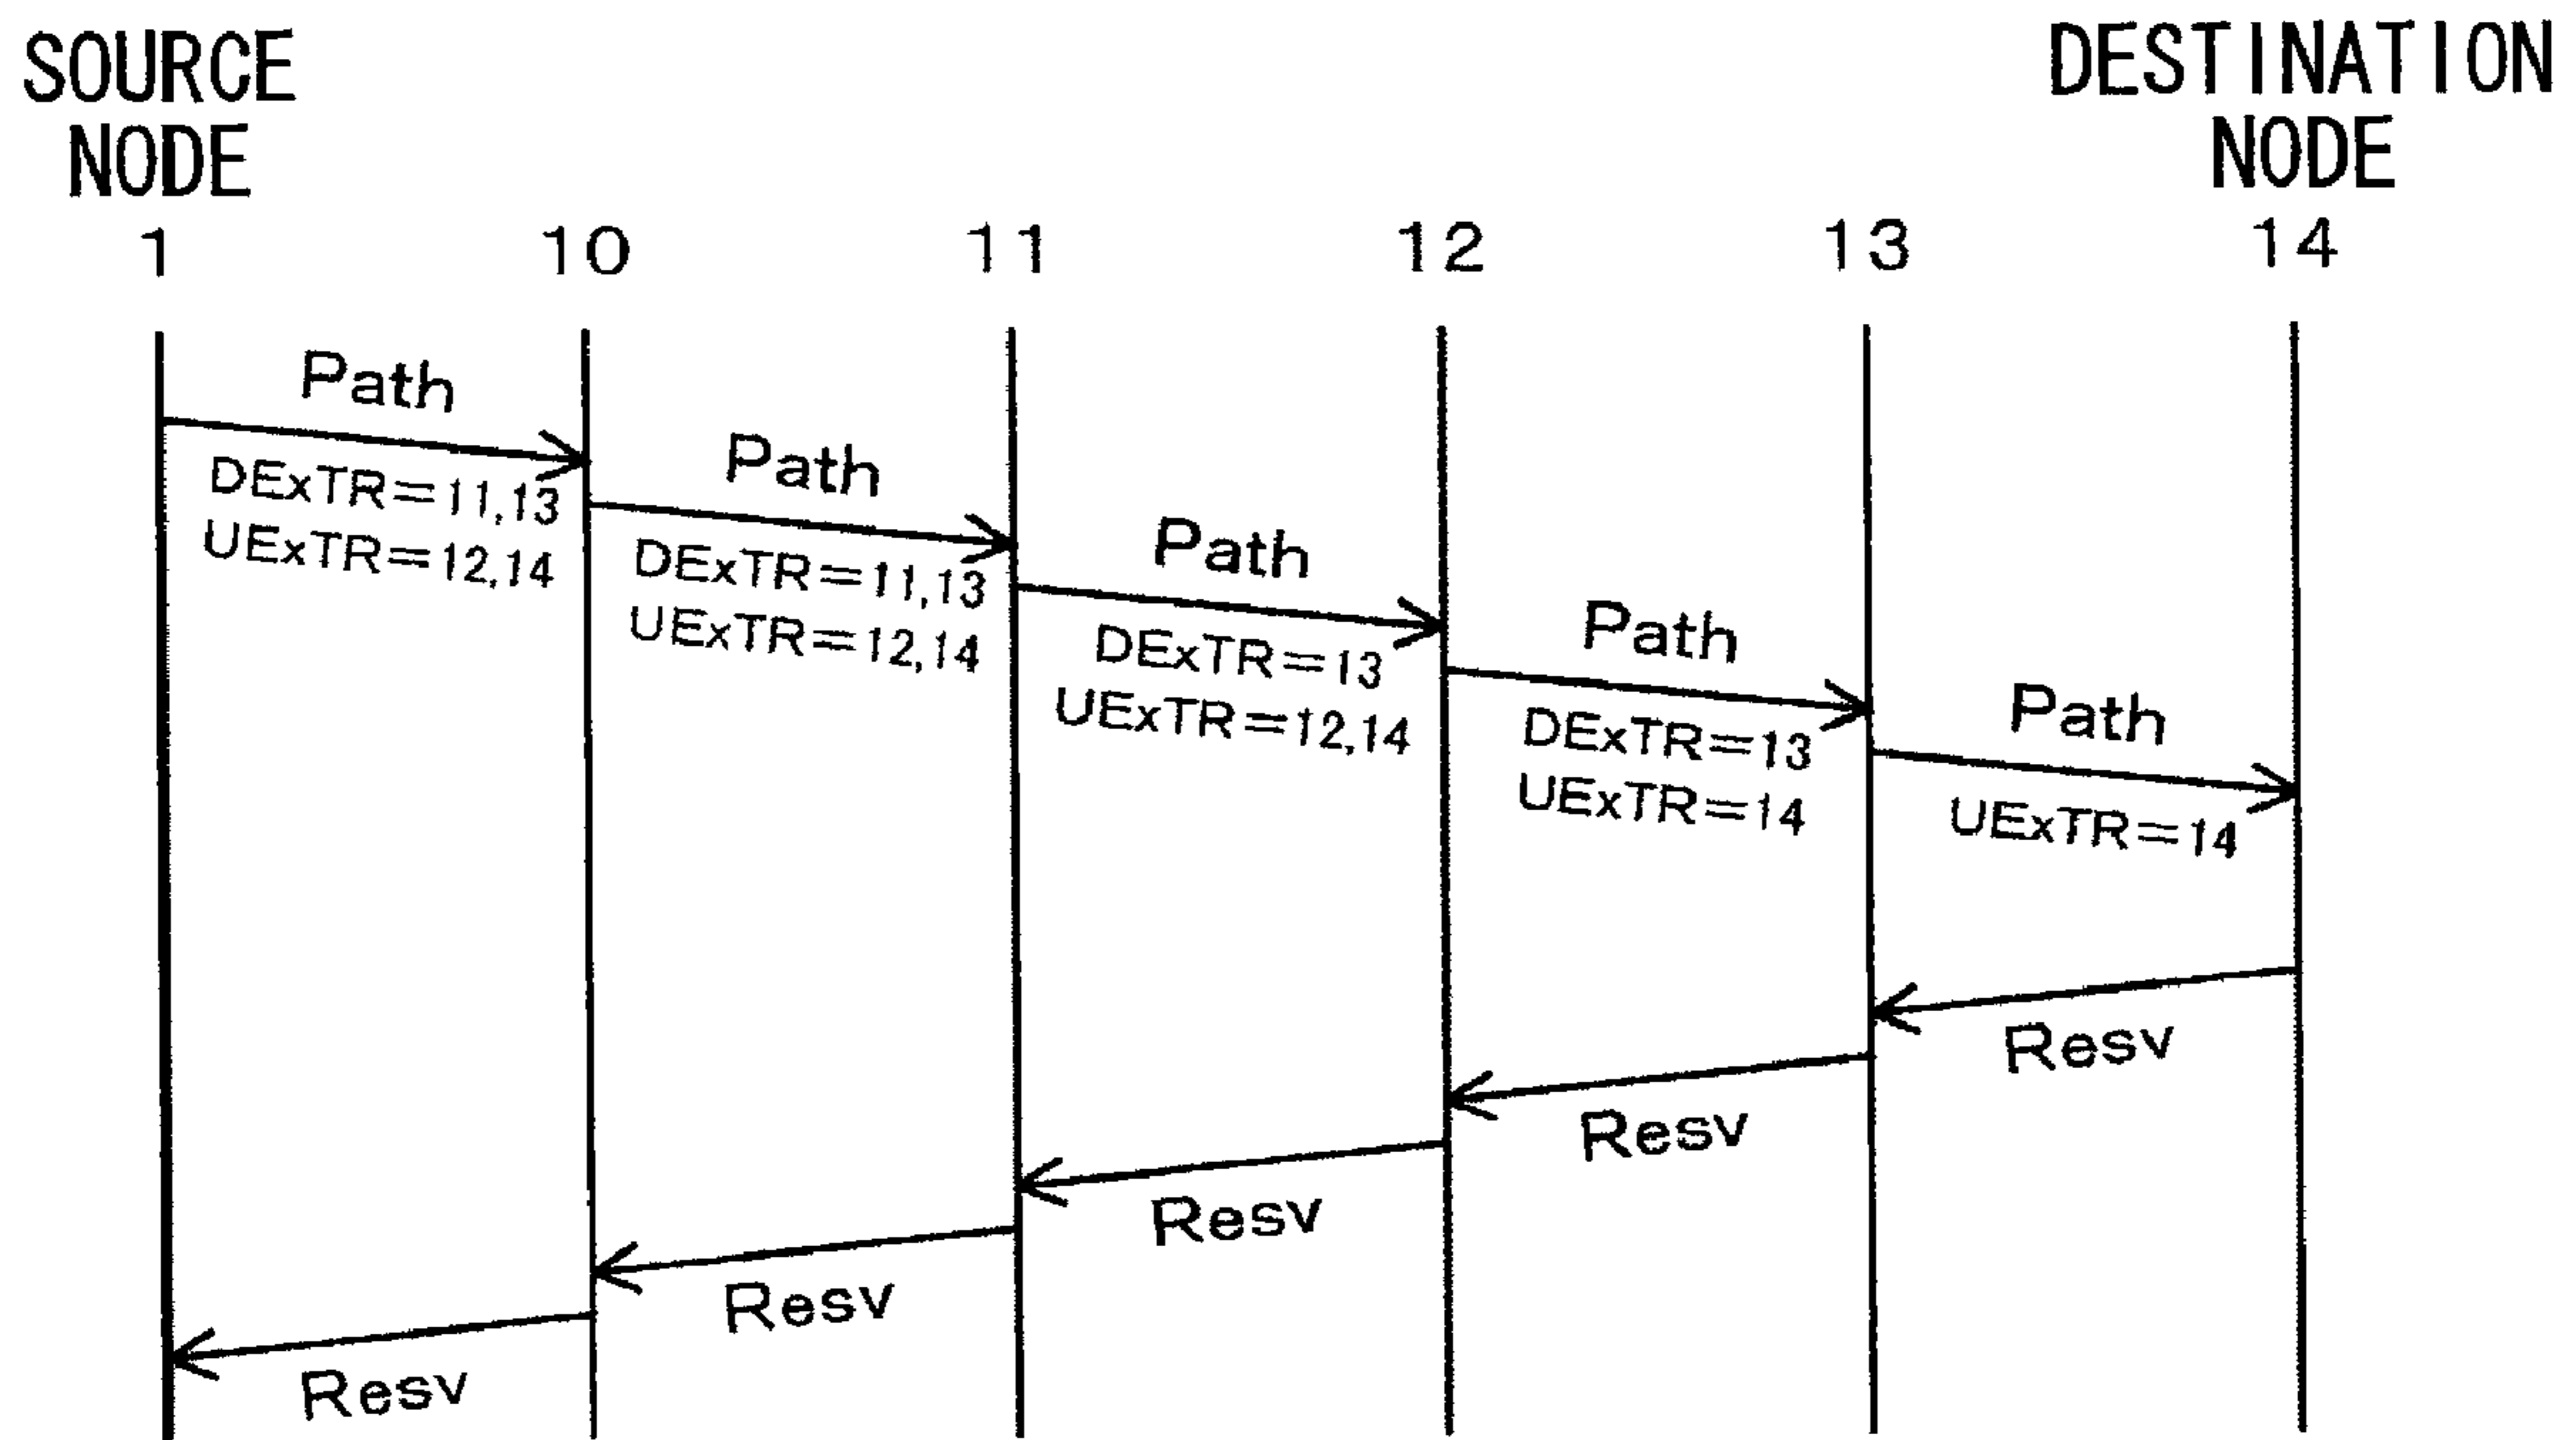 SOURCE
NODE
DESTINATION
NODE
1
10
11
12
13
14
Path
DExTR=11,13
UExTR=12,14
Path
DExTR=11,13
UExTR=12,14
Path
DExTR=13
UExTR=12,14
Path
DExTR=13
UExTR=14
Path
UExTR=14
Resv
Resv
Resv
Resv
Resv